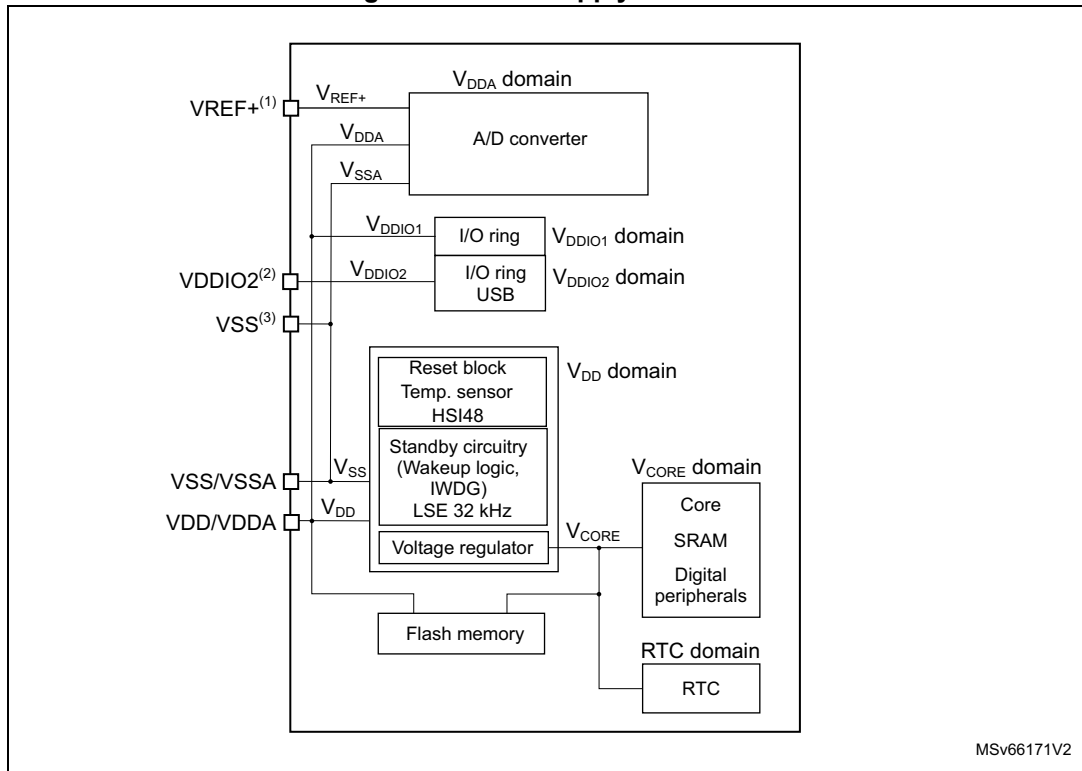 VREF+(1)
VREF+
VDDA domain
A/D converter
VDDA
VSSA
VDDIO1
I/O ring
VDDIO1 domain
VDDIO2(2)
VDDIO2
I/O ring
USB
VDDIO2 domain
VSS(3)
Reset block
Temp. sensor
HSI48
VDD domain
Standby circuitry
(Wakeup logic,
IWDG)
LSE 32 kHz
VSS/VSSA
VSS
VDD/VDDA
VDD
Voltage regulator
VCORE
VCORE domain
Core
SRAM
Digital
peripherals
Flash memory
RTC domain
RTC
MSv66171V2